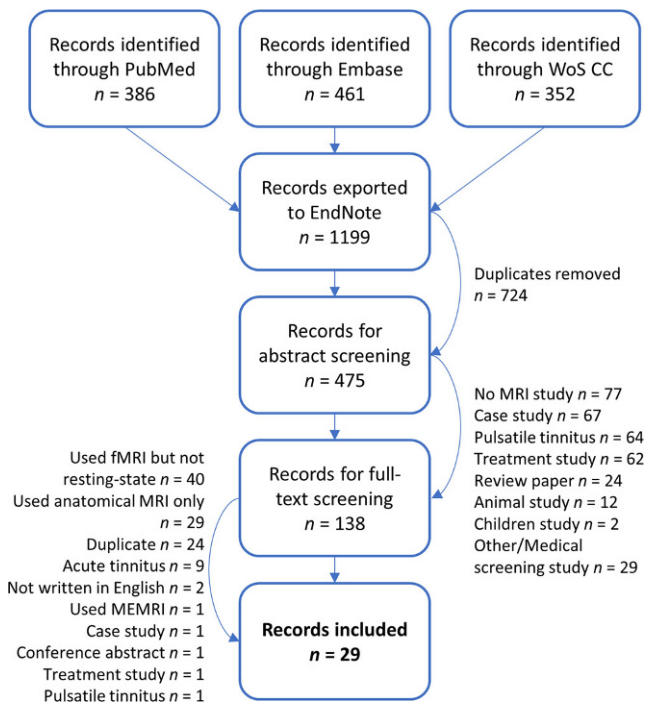 Records identified
through PubMed
n = 386
Records identified
through Embase
n = 461
Records identified
through WoS CC
n = 352
Records exported
to EndNote
n = 1199
Duplicates removed
n = 724
Records for
abstract screening
n = 475
No MRI study n = 77
Case study n = 67
Pulsatile tinnitus n = 64
Treatment study n = 62
Review paper n = 24
Animal study n = 12
Children study n = 2
Other/Medical
screening study n = 29
Records for full-
text screening
n = 138
Used fMRI but not
resting-state n = 40
Used anatomical MRI only
n = 29
Duplicate n = 24
Acute tinnitus n = 9
Not written in English n = 2
Used MEMRI n = 1
Case study n = 1
Conference abstract n = 1
Treatment study n = 1
Pulsatile tinnitus n = 1
Records included
n = 29